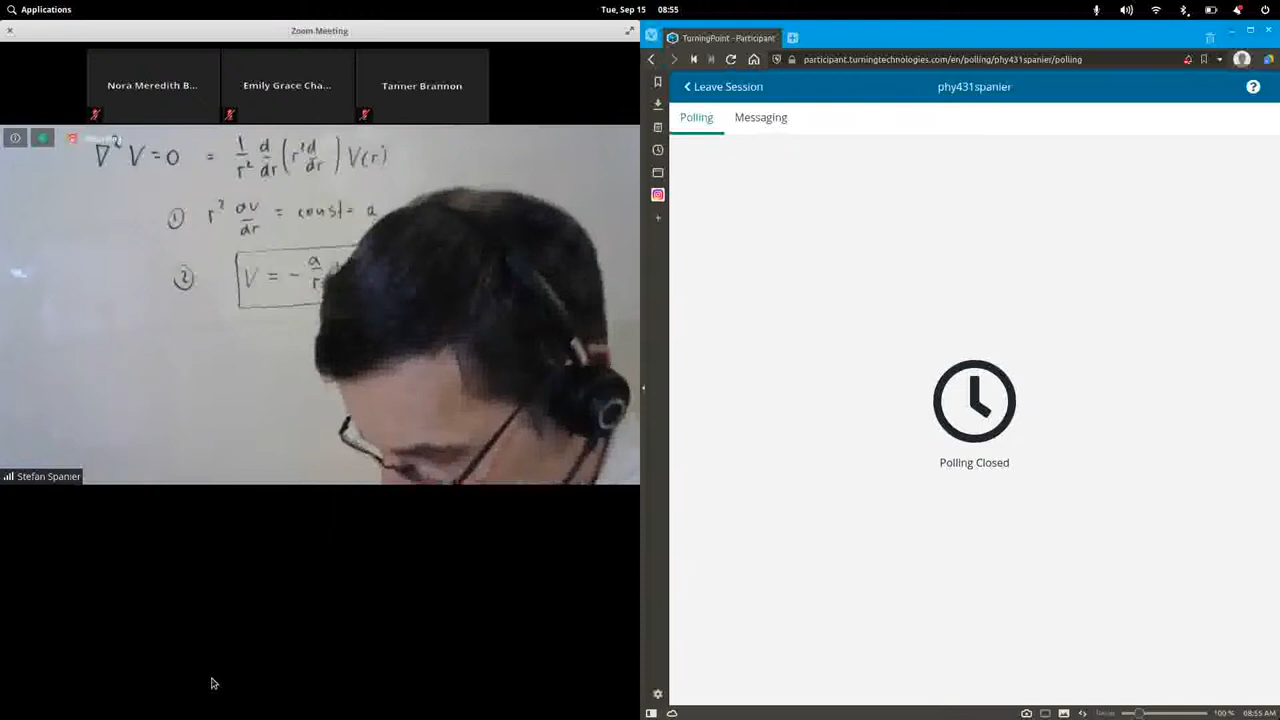 Applications
Tue, Sep 15 08:55
Zoom Meeting
Nora Meredith B...
Emily Grace Cha...
Tanner Brannon
∇² V = 0 = 1/r² d/dr (r² d/dr) V(r)
① r² dV/dr = const = a
② V = - a/r
Stefan Spanier
TurningPoint - Participant
participant.turningtechnologies.com/en/polling/phy431spanier/polling
Leave Session
phy431spanier
?
Polling
Messaging
Polling Closed
100 %
08:55 AM